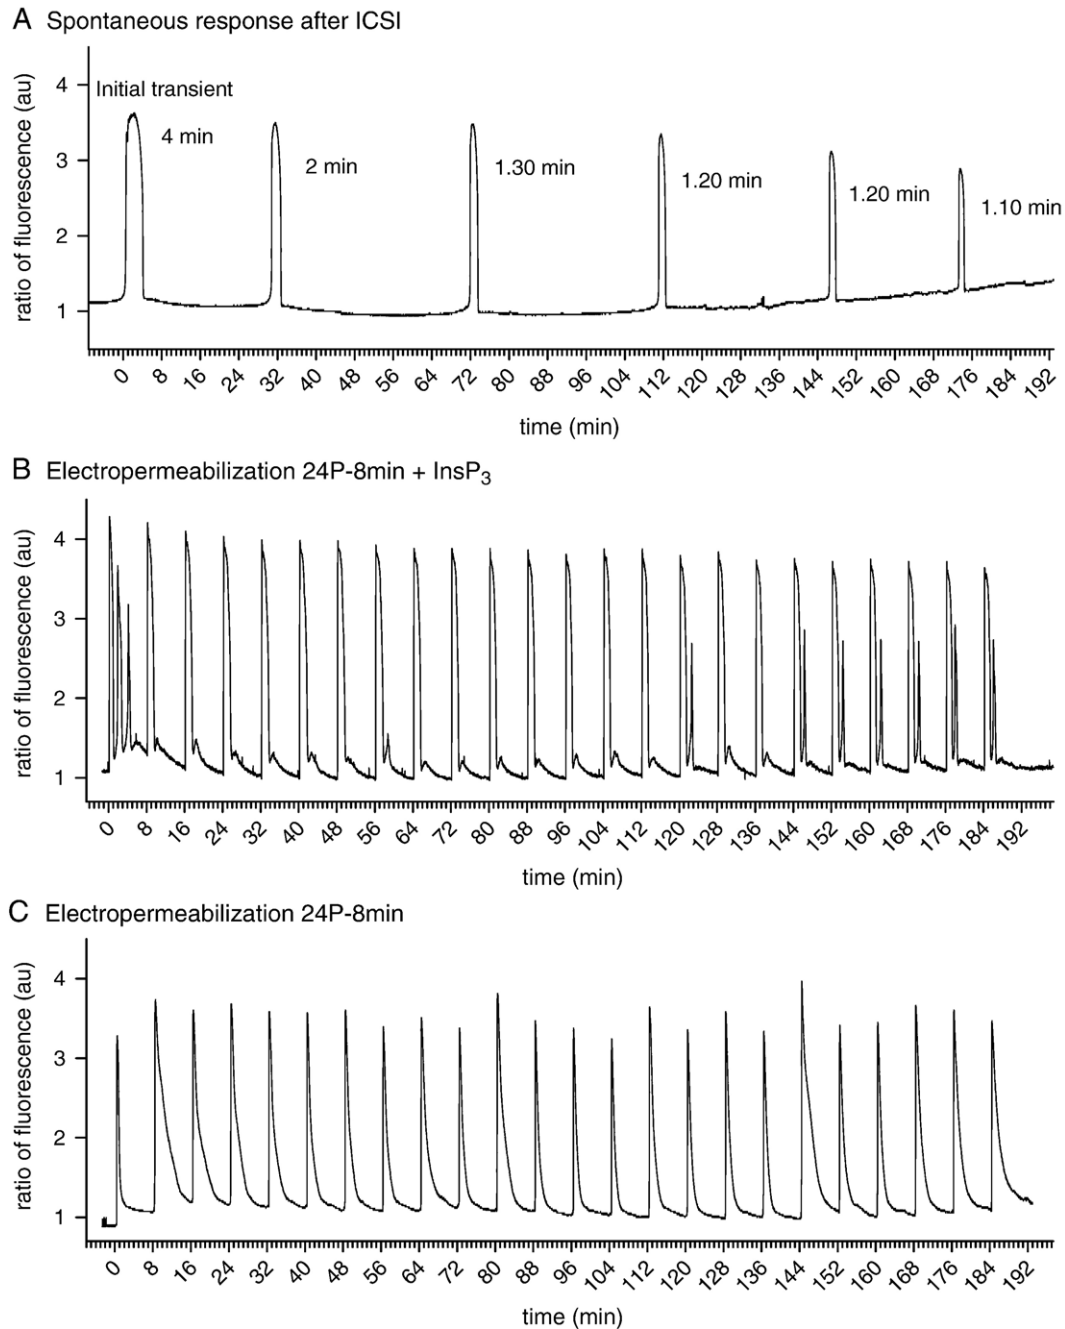 A Spontaneous response after ICSI
ratio of fluorescence (au)
4
3
2
1
Initial transient
4 min
2 min
1.30 min
1.20 min
1.20 min
1.10 min
0 8 16 24 32 40 48 56 64 72 80 88 96 104 112 120 128 136 144 152 160 168 176 184 192
time (min)
B Electropermeabilization 24P-8min + InsP3
ratio of fluorescence (au)
4
3
2
1
0 8 16 24 32 40 48 56 64 72 80 88 96 104 112 120 128 136 144 152 160 168 176 184 192
time (min)
C Electropermeabilization 24P-8min
ratio of fluorescence (au)
4
3
2
1
0 8 16 24 32 40 48 56 64 72 80 88 96 104 112 120 128 136 144 152 160 168 176 184 192
time (min)